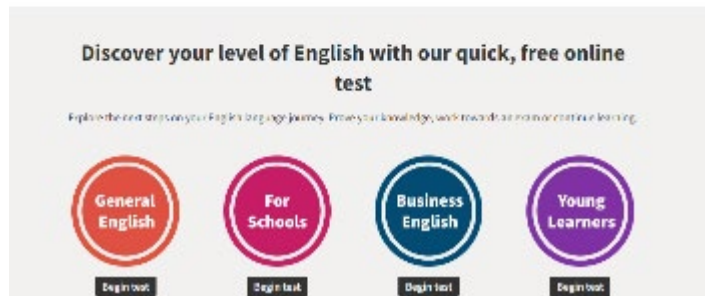 Discover your level of English with our quick, free online
test
Explore the next steps on your English language journey. Prove your knowledge, work towards an exam or continue learning.
General
English
For
Schools
Business
English
Young
Learners
Begin test
Begin test
Begin test
Begin test